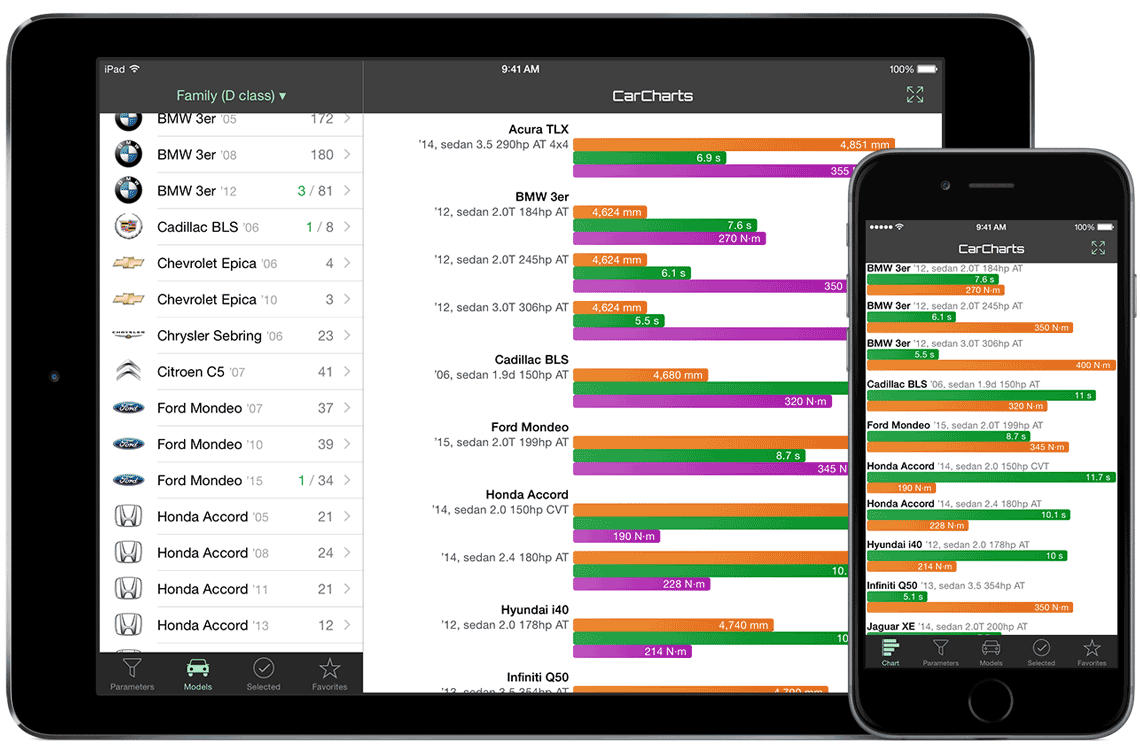 iPad
9:41 AM
100%
Family (D class) ▾
CarCharts
BMW 3er '05 172
BMW 3er '08 180
BMW 3er '12 3 / 81
Cadillac BLS '06 1 / 8
Chevrolet Epica '06 4
Chevrolet Epica '10 3
CHRYSLER
Chrysler Sebring '06 23
Citroen C5 '07 41
Ford
Ford Mondeo '07 37
Ford
Ford Mondeo '10 39
Ford
Ford Mondeo '15 1 / 34
Honda Accord '05 21
Honda Accord '08 24
Honda Accord '11 21
Honda Accord '13 12
Parameters
Models
Selected
Favorites
Acura TLX
'14, sedan 3.5 290hp AT 4x4
4,851 mm
6.9 s
355
BMW 3er
'12, sedan 2.0T 184hp AT
4,624 mm
7.6 s
270 N·m
'12, sedan 2.0T 245hp AT
4,624 mm
6.1 s
350
'12, sedan 3.0T 306hp AT
4,624 mm
5.5 s
Cadillac BLS
'06, sedan 1.9d 150hp AT
4,680 mm
320 N·m
Ford Mondeo
'15, sedan 2.0T 199hp AT
8.7 s
345 N
Honda Accord
'14, sedan 2.0 150hp CVT
190 N·m
'14, sedan 2.4 180hp AT
10.
228 N·m
Hyundai i40
'12, sedan 2.0 178hp AT
4,740 mm
10
214 N·m
Infiniti Q50
'13, sedan 3.5 354hp AT
4,790 mm
9:41 AM
100%
CarCharts
BMW 3er '12, sedan 2.0T 184hp AT
7.6 s
270 N·m
BMW 3er '12, sedan 2.0T 245hp AT
6.1 s
350 N·m
BMW 3er '12, sedan 3.0T 306hp AT
5.5 s
400 N·m
Cadillac BLS '06, sedan 1.9d 150hp AT
11 s
320 N·m
Ford Mondeo '15, sedan 2.0T 199hp AT
8.7 s
345 N·m
Honda Accord '14, sedan 2.0 150hp CVT
11.7 s
190 N·m
Honda Accord '14, sedan 2.4 180hp AT
10.1 s
228 N·m
Hyundai i40 '12, sedan 2.0 178hp AT
10 s
214 N·m
Infiniti Q50 '13, sedan 3.5 354hp AT
5.1 s
350 N·m
Jaguar XE '14, sedan 2.0T 200hp AT
Chart
Parameters
Models
Selected
Favorites